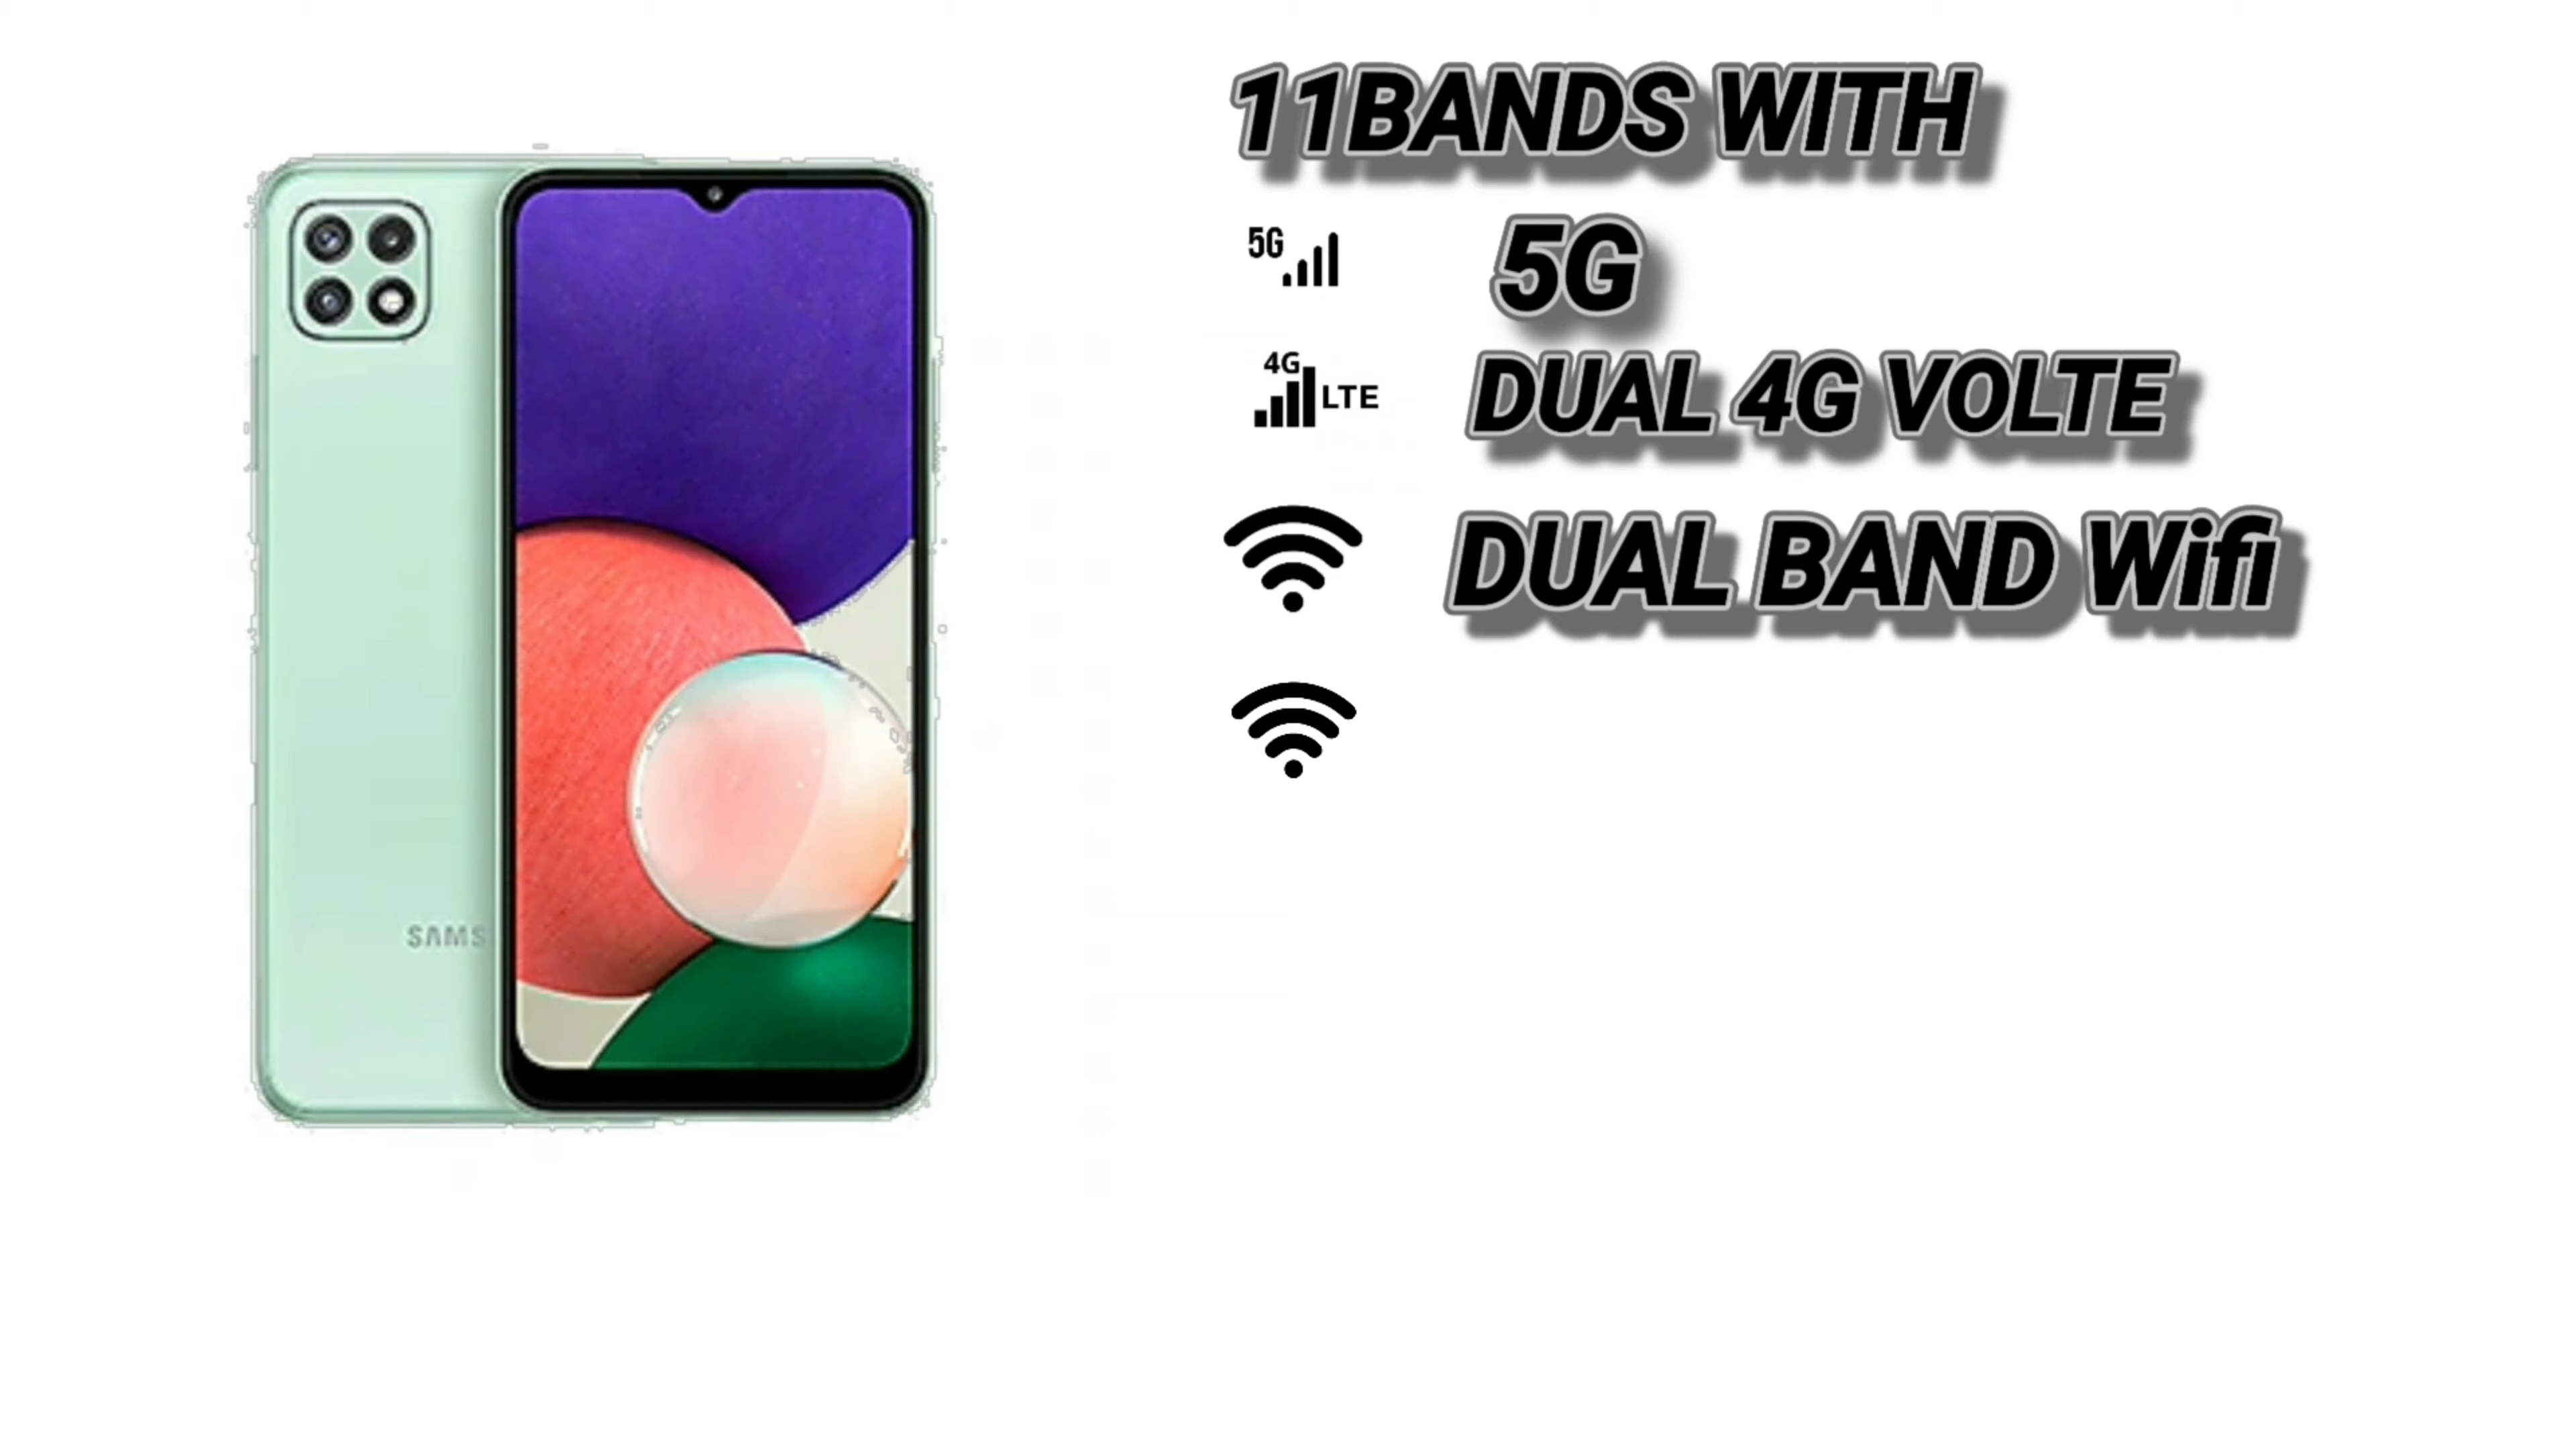 11BANDS WITH
5G
5G
4G
LTE
DUAL 4G VOLTE
DUAL BAND Wifi
SAMS